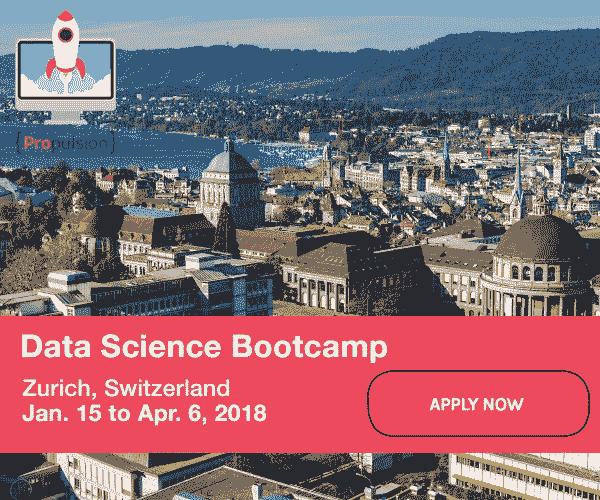 {Propulsion}
Data Science Bootcamp
Zurich, Switzerland
Jan. 15 to Apr. 6, 2018
APPLY NOW